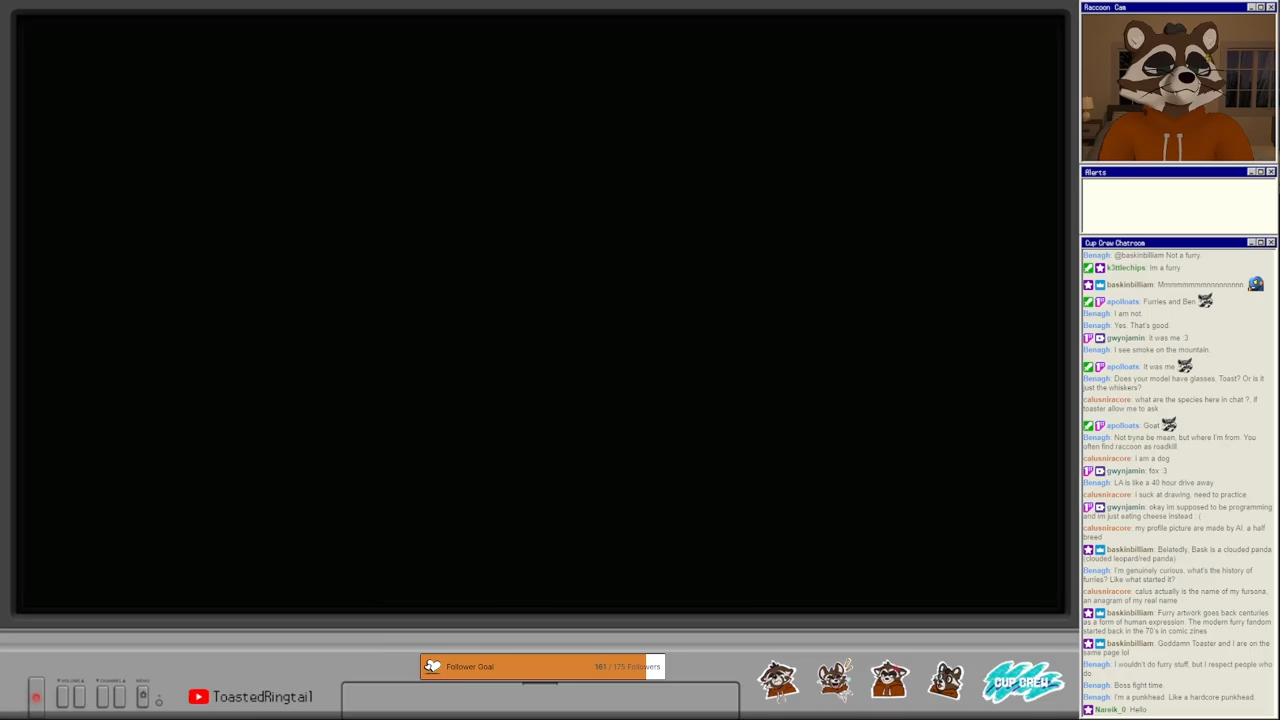 Raccoon Cam
Alerts
Cup Crew Chatroom
Benagh: @baskinbilliam Not a furry.
k3ttlechips: Im a furry
baskinbilliam: Mmmmmmmmnnnnnnnnn.
apolloats: Furries and Ben
Benagh: I am not.
Benagh: Yes. That's good.
gwynjamin: it was me :3
Benagh: I see smoke on the mountain.
apolloats: It was me
Benagh: Does your model have glasses, Toast? Or is it
just the whiskers?
calusniracore: what are the species here in chat ?, if
toaster allow me to ask
apolloats: Goat
Benagh: Not tryna be mean, but where I'm from. You
often find raccoon as roadkill
calusniracore: i am a dog
gwynjamin: fox :3
Benagh: LA is like a 40 hour drive away
calusniracore: i suck at drawing, need to practice.
gwynjamin: okay im supposed to be programming
and im just eating cheese instead : (
calusniracore: my profile picture are made by AI, a half
breed
baskinbilliam: Belatedly, Bask is a clouded panda
(clouded leopard/red panda)
Benagh: I'm genuinely curious, what's the history of
furries? Like what started it?
calusniracore: calus actually is the name of my fursona,
an anagram of my real name
baskinbilliam: Furry artwork goes back centuries
as a form of human expression. The modern furry fandom
started back in the 70's in comic zines
baskinbilliam: Goddamn Toaster and I are on the
same page lol
Benagh: I wouldn't do furry stuff, but I respect people who
do
Benagh: Boss fight time.
Benagh: I'm a punkhead. Like a hardcore punkhead.
Nareik_0: Hello
Follower Goal 161 / 175 Followers
VOLUME CHANNEL MENU
ToastedRingtail
CUP CREW